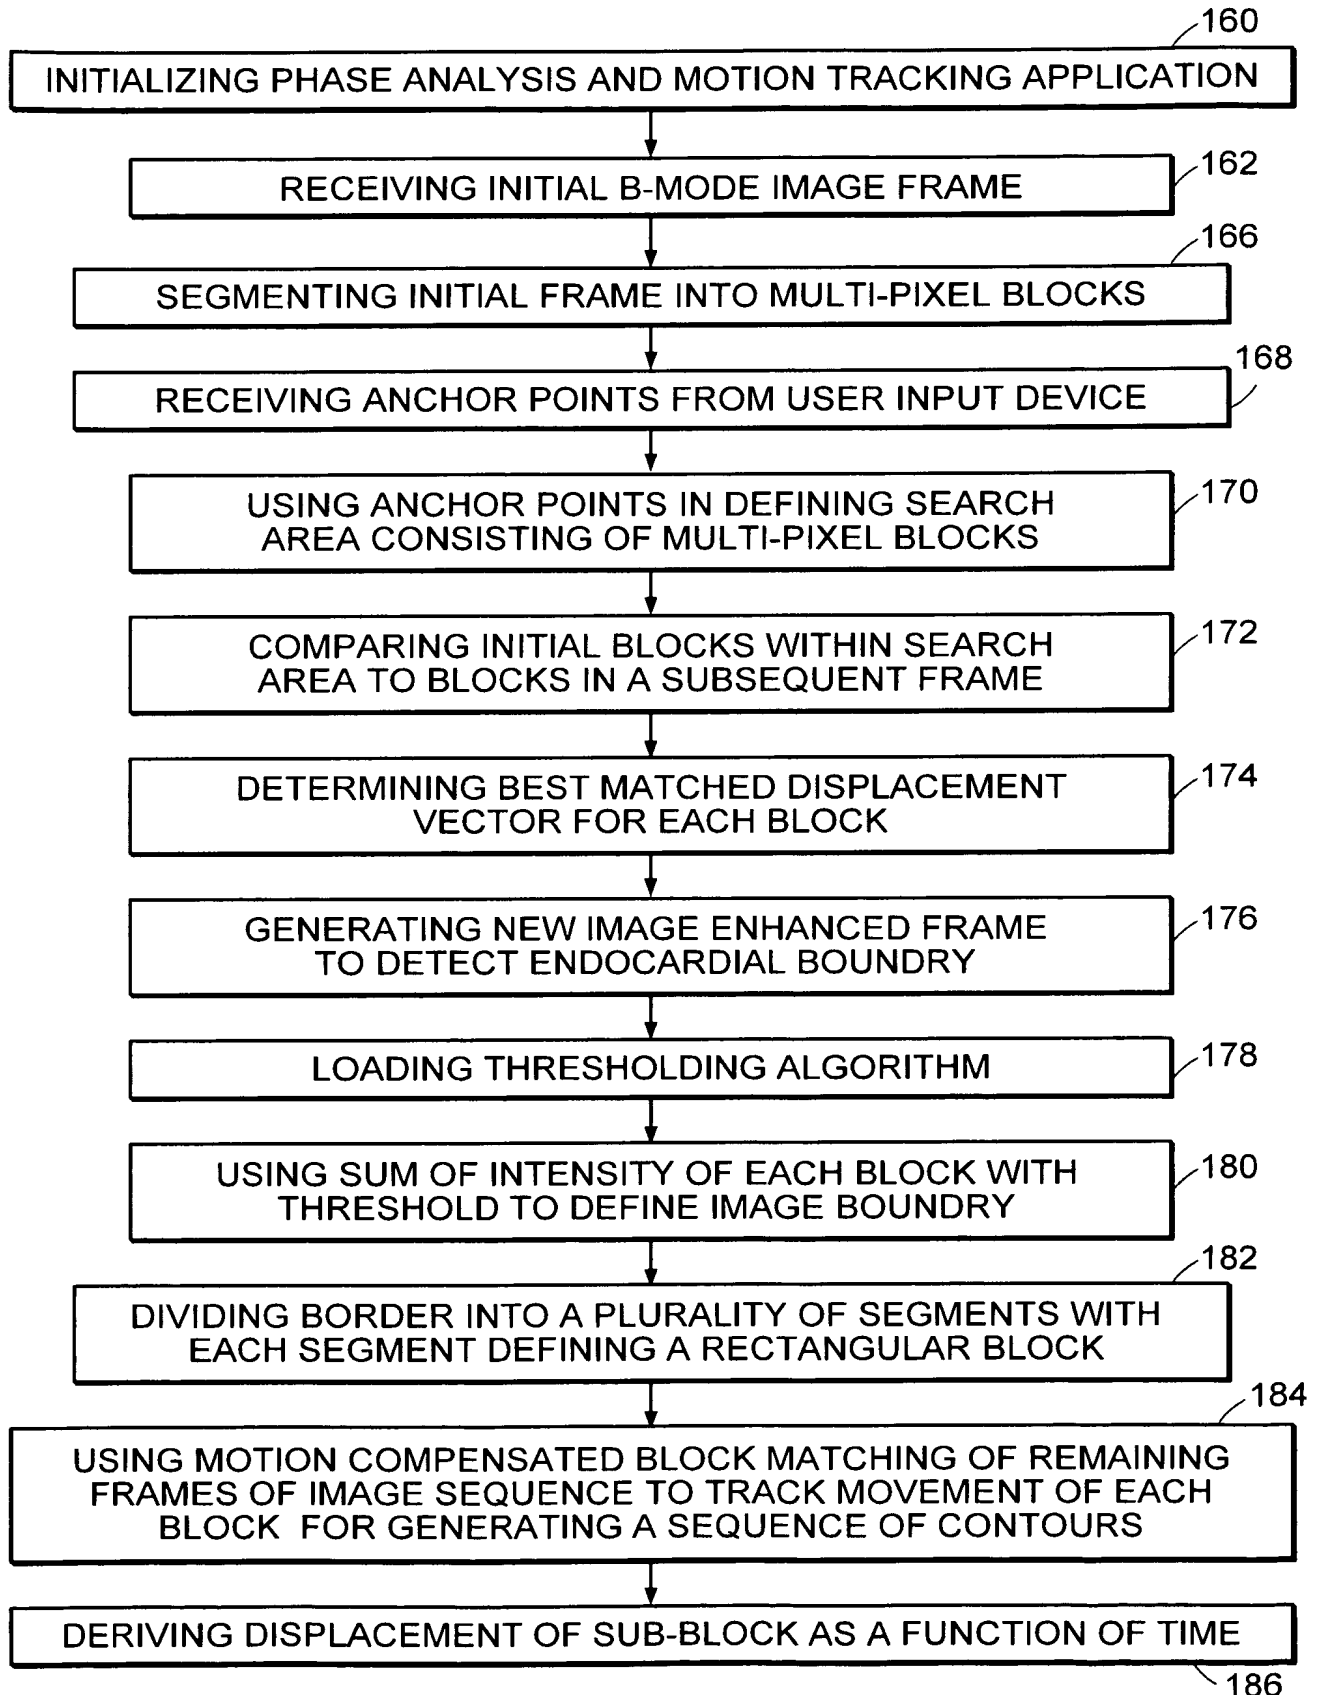 160
INITIALIZING PHASE ANALYSIS AND MOTION TRACKING APPLICATION
162
RECEIVING INITIAL B-MODE IMAGE FRAME
166
SEGMENTING INITIAL FRAME INTO MULTI-PIXEL BLOCKS
168
RECEIVING ANCHOR POINTS FROM USER INPUT DEVICE
170
USING ANCHOR POINTS IN DEFINING SEARCH
AREA CONSISTING OF MULTI-PIXEL BLOCKS
172
COMPARING INITIAL BLOCKS WITHIN SEARCH
AREA TO BLOCKS IN A SUBSEQUENT FRAME
174
DETERMINING BEST MATCHED DISPLACEMENT
VECTOR FOR EACH BLOCK
176
GENERATING NEW IMAGE ENHANCED FRAME
TO DETECT ENDOCARDIAL BOUNDRY
178
LOADING THRESHOLDING ALGORITHM
180
USING SUM OF INTENSITY OF EACH BLOCK WITH
THRESHOLD TO DEFINE IMAGE BOUNDRY
182
DIVIDING BORDER INTO A PLURALITY OF SEGMENTS WITH
EACH SEGMENT DEFINING A RECTANGULAR BLOCK
184
USING MOTION COMPENSATED BLOCK MATCHING OF REMAINING
FRAMES OF IMAGE SEQUENCE TO TRACK MOVEMENT OF EACH
BLOCK FOR GENERATING A SEQUENCE OF CONTOURS
DERIVING DISPLACEMENT OF SUB-BLOCK AS A FUNCTION OF TIME
186